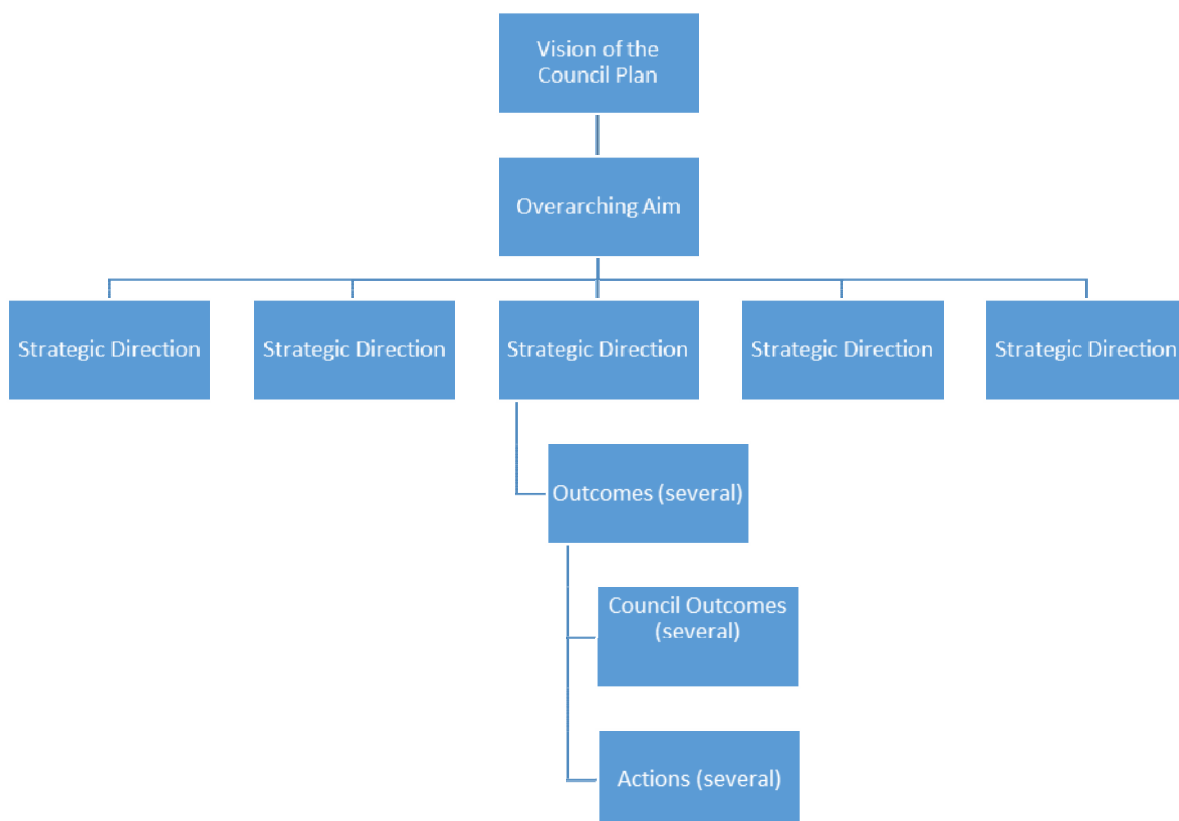 Vision of the
Council Plan
Overarching Aim
Strategic Direction
Strategic Direction
Strategic Direction
Strategic Direction
Strategic Direction
Outcomes (several)
Council Outcomes
(several)
Actions (several)